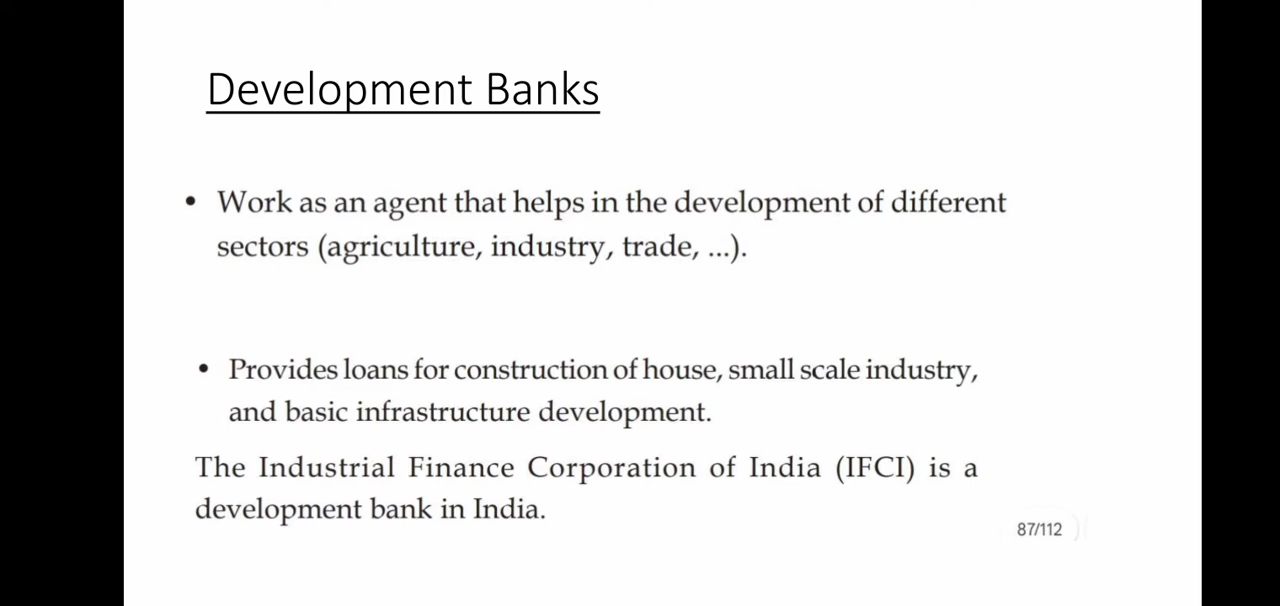 Development Banks
• Work as an agent that helps in the development of different
sectors (agriculture, industry, trade, ...).
• Provides loans for construction of house, small scale industry,
and basic infrastructure development.
The Industrial Finance Corporation of India (IFCI) is a
development bank in India.
87/112